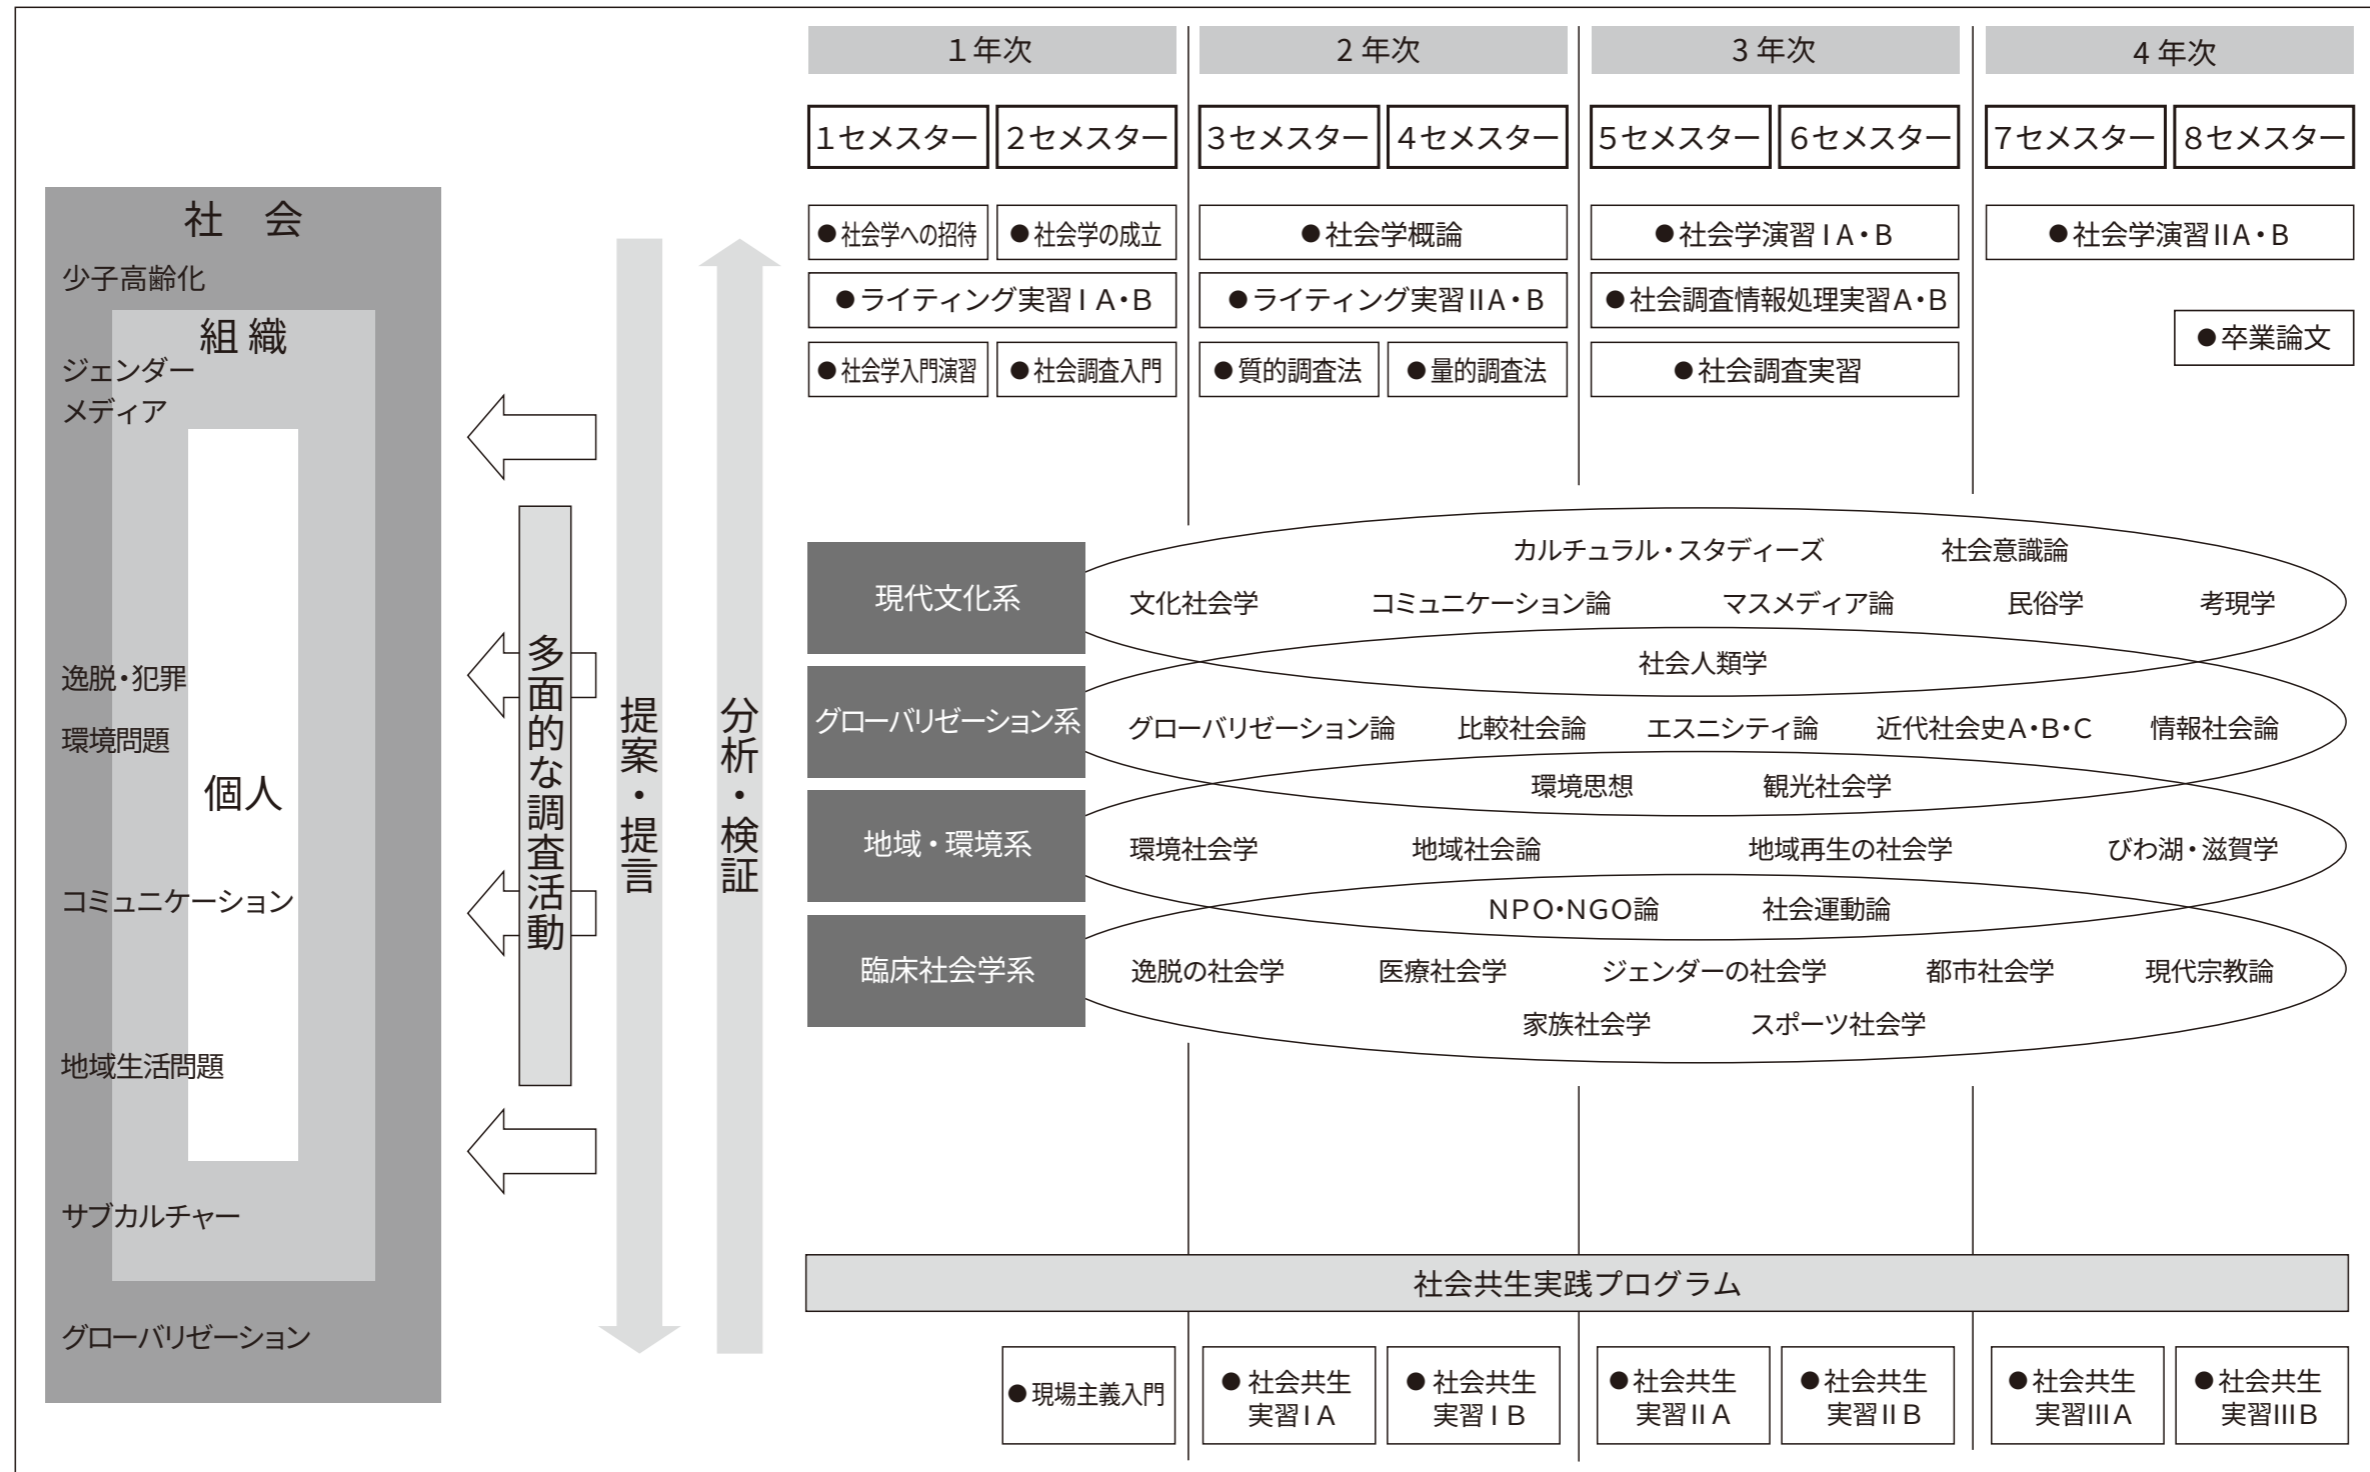 1年次
2年次
3年次
4年次
1セメスター
2セメスター
3セメスター
4セメスター
5セメスター
6セメスター
7セメスター
8セメスター
●社会学への招待
●社会学の成立
●社会学概論
●社会学演習ⅠA・B
●社会学演習ⅡA・B
●ライティング実習ⅠA・B
●ライティング実習ⅡA・B
●社会調査情報処理実習A・B
●卒業論文
●社会学入門演習
●社会調査入門
●質的調査法
●量的調査法
●社会調査実習
社 会
少子高齢化
組織
ジェンダー
メディア
逸脱・犯罪
環境問題
個人
コミュニケーション
地域生活問題
サブカルチャー
グローバリゼーション
多面的な調査活動
提案・提言
分析・検証
現代文化系
カルチュラル・スタディーズ 社会意識論
文化社会学 コミュニケーション論 マスメディア論 民俗学 考現学
社会人類学
グローバリゼーション系
グローバリゼーション論 比較社会論 エスニシティ論 近代社会史A・B・C 情報社会論
環境思想 観光社会学
地域・環境系
環境社会学 地域社会論 地域再生の社会学 びわ湖・滋賀学
NPO・NGO論 社会運動論
臨床社会学系
逸脱の社会学 医療社会学 ジェンダーの社会学 都市社会学 現代宗教論
家族社会学 スポーツ社会学
社会共生実践プログラム
●現場主義入門
●社会共生
実習ⅠA
●社会共生
実習ⅠB
●社会共生
実習ⅡA
●社会共生
実習ⅡB
●社会共生
実習ⅢA
●社会共生
実習ⅢB